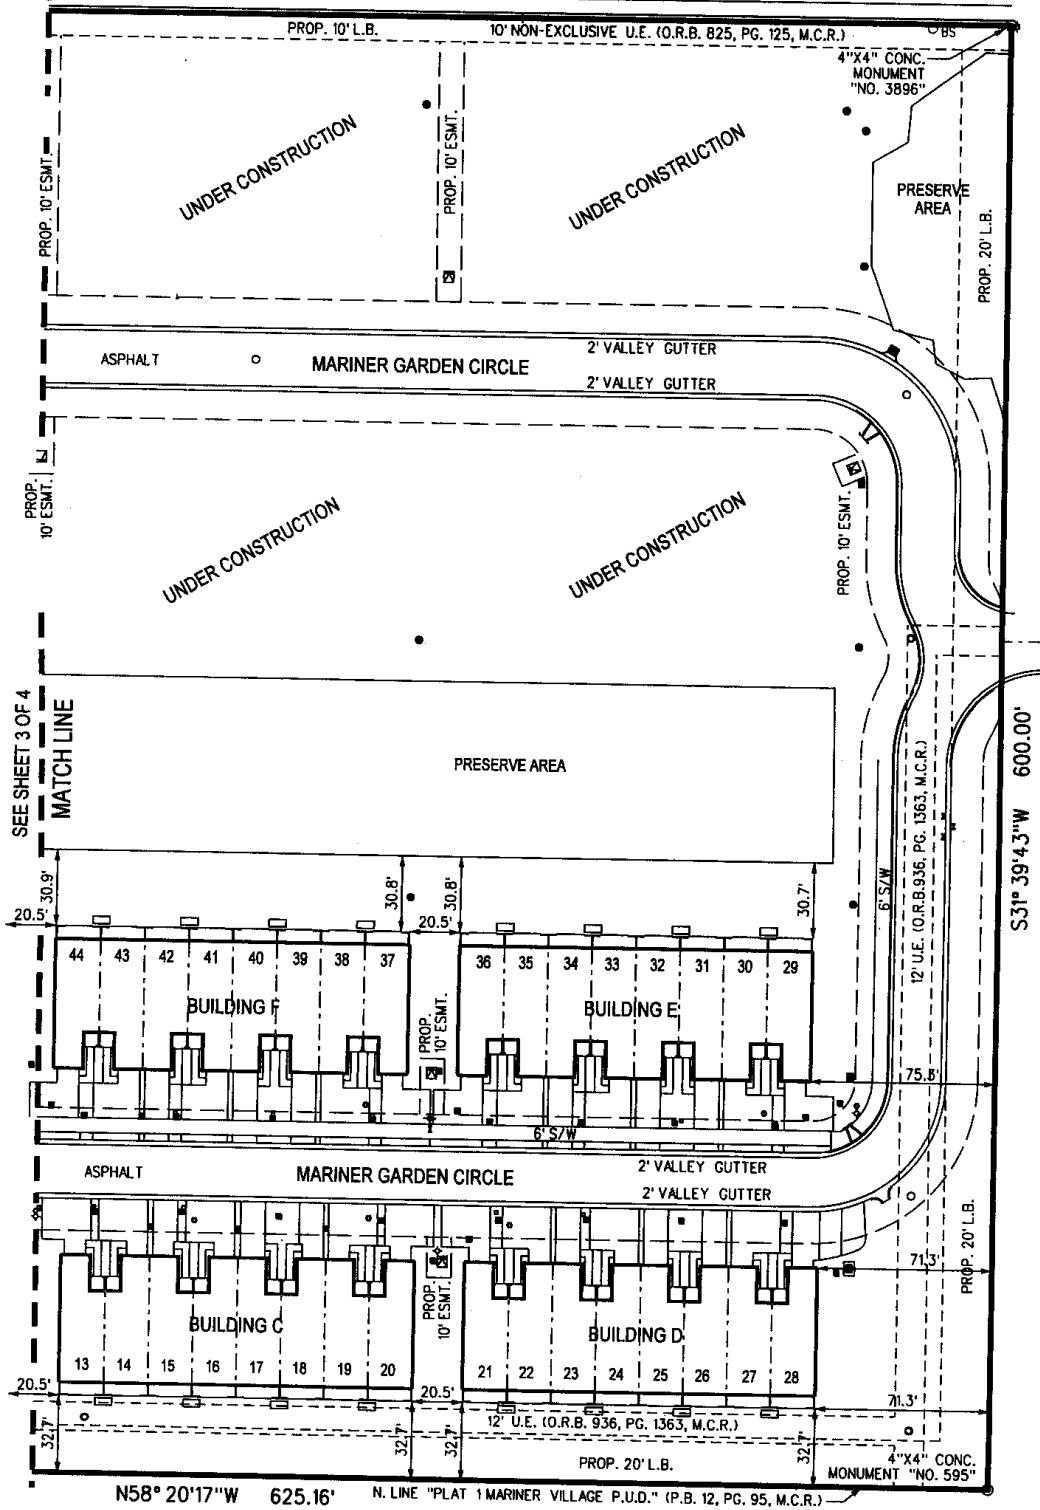 PROP. 10' L.B.
10' NON-EXCLUSIVE U.E. (O.R.B. 825, PG. 125, M.C.R.)
BS
4"X4" CONC.
MONUMENT
"NO. 3896"
PROP. 10' ESMT.
UNDER CONSTRUCTION
PROP. 10' ESMT.
UNDER CONSTRUCTION
PRESERVE
AREA
PROP. 20' L.B.
ASPHALT
MARINER GARDEN CIRCLE
2' VALLEY GUTTER
2' VALLEY GUTTER
PROP.
10' ESMT.
UNDER CONSTRUCTION
UNDER CONSTRUCTION
PROP. 10' ESMT.
SEE SHEET 3 OF 4
MATCH LINE
PRESERVE AREA
12' U.E. (O.R.B.936, PG. 1363, M.C.R.)
S31° 39'43"W 600.00'
6' S/W
30.9'
30.8'
30.8'
30.7'
20.5'
20.5'
44 43 42 41 40 39 38 37
36 35 34 33 32 31 30 29
BUILDING F
BUILDING E
PROP.
10' ESMT.
6' S/W
ASPHALT
MARINER GARDEN CIRCLE
2' VALLEY GUTTER
2' VALLEY GUTTER
71.3'
PROP. 20' L.B.
PROP.
10' ESMT.
BUILDING C
BUILDING D
13 14 15 16 17 18 19 20
21 22 23 24 25 26 27 28
20.5'
20.5'
71.3'
32.7'
32.7'
32.7'
32.7'
12' U.E. (O.R.B. 936, PG. 1363, M.C.R.)
PROP. 20' L.B.
4"X4" CONC.
MONUMENT "NO. 595"
N58° 20'17"W 625.16'
N. LINE "PLAT 1 MARINER VILLAGE P.U.D." (P.B. 12, PG. 95, M.C.R.)